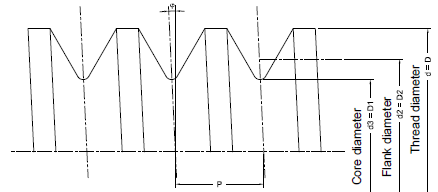 P
Core diameter
d3 = D1
Flank diameter
d2 = D2
Thread diameter
d = D